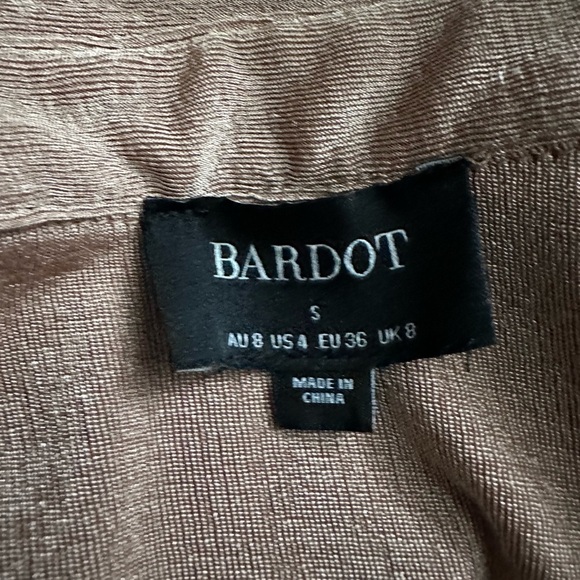 BARDOT
S
AU 8 US 4 EU 36 UK 8
MADE IN
CHINA